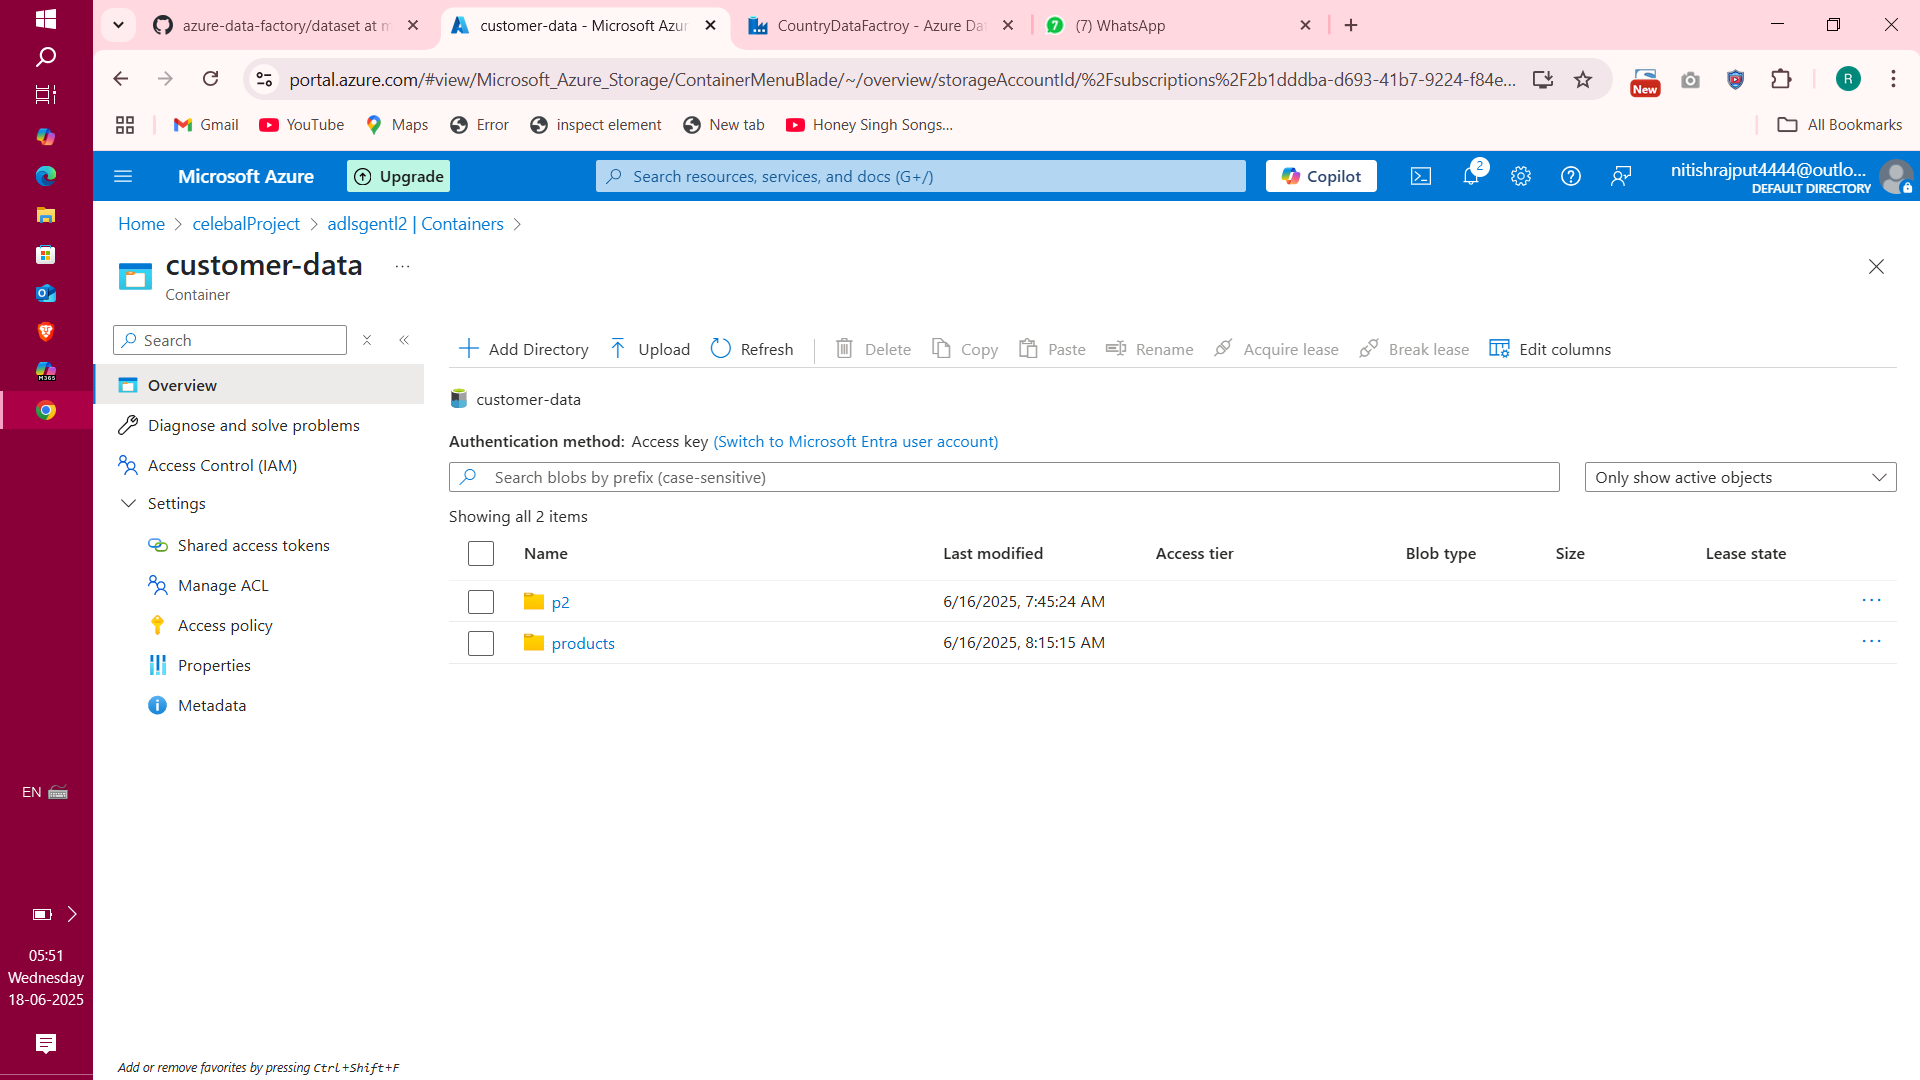 azure-data-factory/dataset at m
customer-data - Microsoft Azur
CountryDataFactroy - Azure Dat
(7) WhatsApp
portal.azure.com/#view/Microsoft_Azure_Storage/ContainerMenuBlade/~/overview/storageAccountId/%2Fsubscriptions%2F2b1dddba-d693-41b7-9224-f84e...
New
R
Gmail
YouTube
Maps
Error
inspect element
New tab
Honey Singh Songs...
All Bookmarks
Microsoft Azure
Upgrade
Search resources, services, and docs (G+/)
Copilot
2
nitishrajput4444@outlo...
DEFAULT DIRECTORY
Home
celebalProject
adlsgentl2 | Containers
customer-data
...
Container
Search
Add Directory
Upload
Refresh
Delete
Copy
Paste
Rename
Acquire lease
Break lease
Edit columns
Overview
Diagnose and solve problems
Access Control (IAM)
Settings
Shared access tokens
Manage ACL
Access policy
Properties
Metadata
customer-data
Authentication method: Access key (Switch to Microsoft Entra user account)
Search blobs by prefix (case-sensitive)
Only show active objects
Showing all 2 items
Name Last modified Access tier Blob type Size Lease state
p2 6/16/2025, 7:45:24 AM ...
products 6/16/2025, 8:15:15 AM ...
M365
EN
05:51
Wednesday
18-06-2025
Add or remove favorites by pressing Ctrl+Shift+F